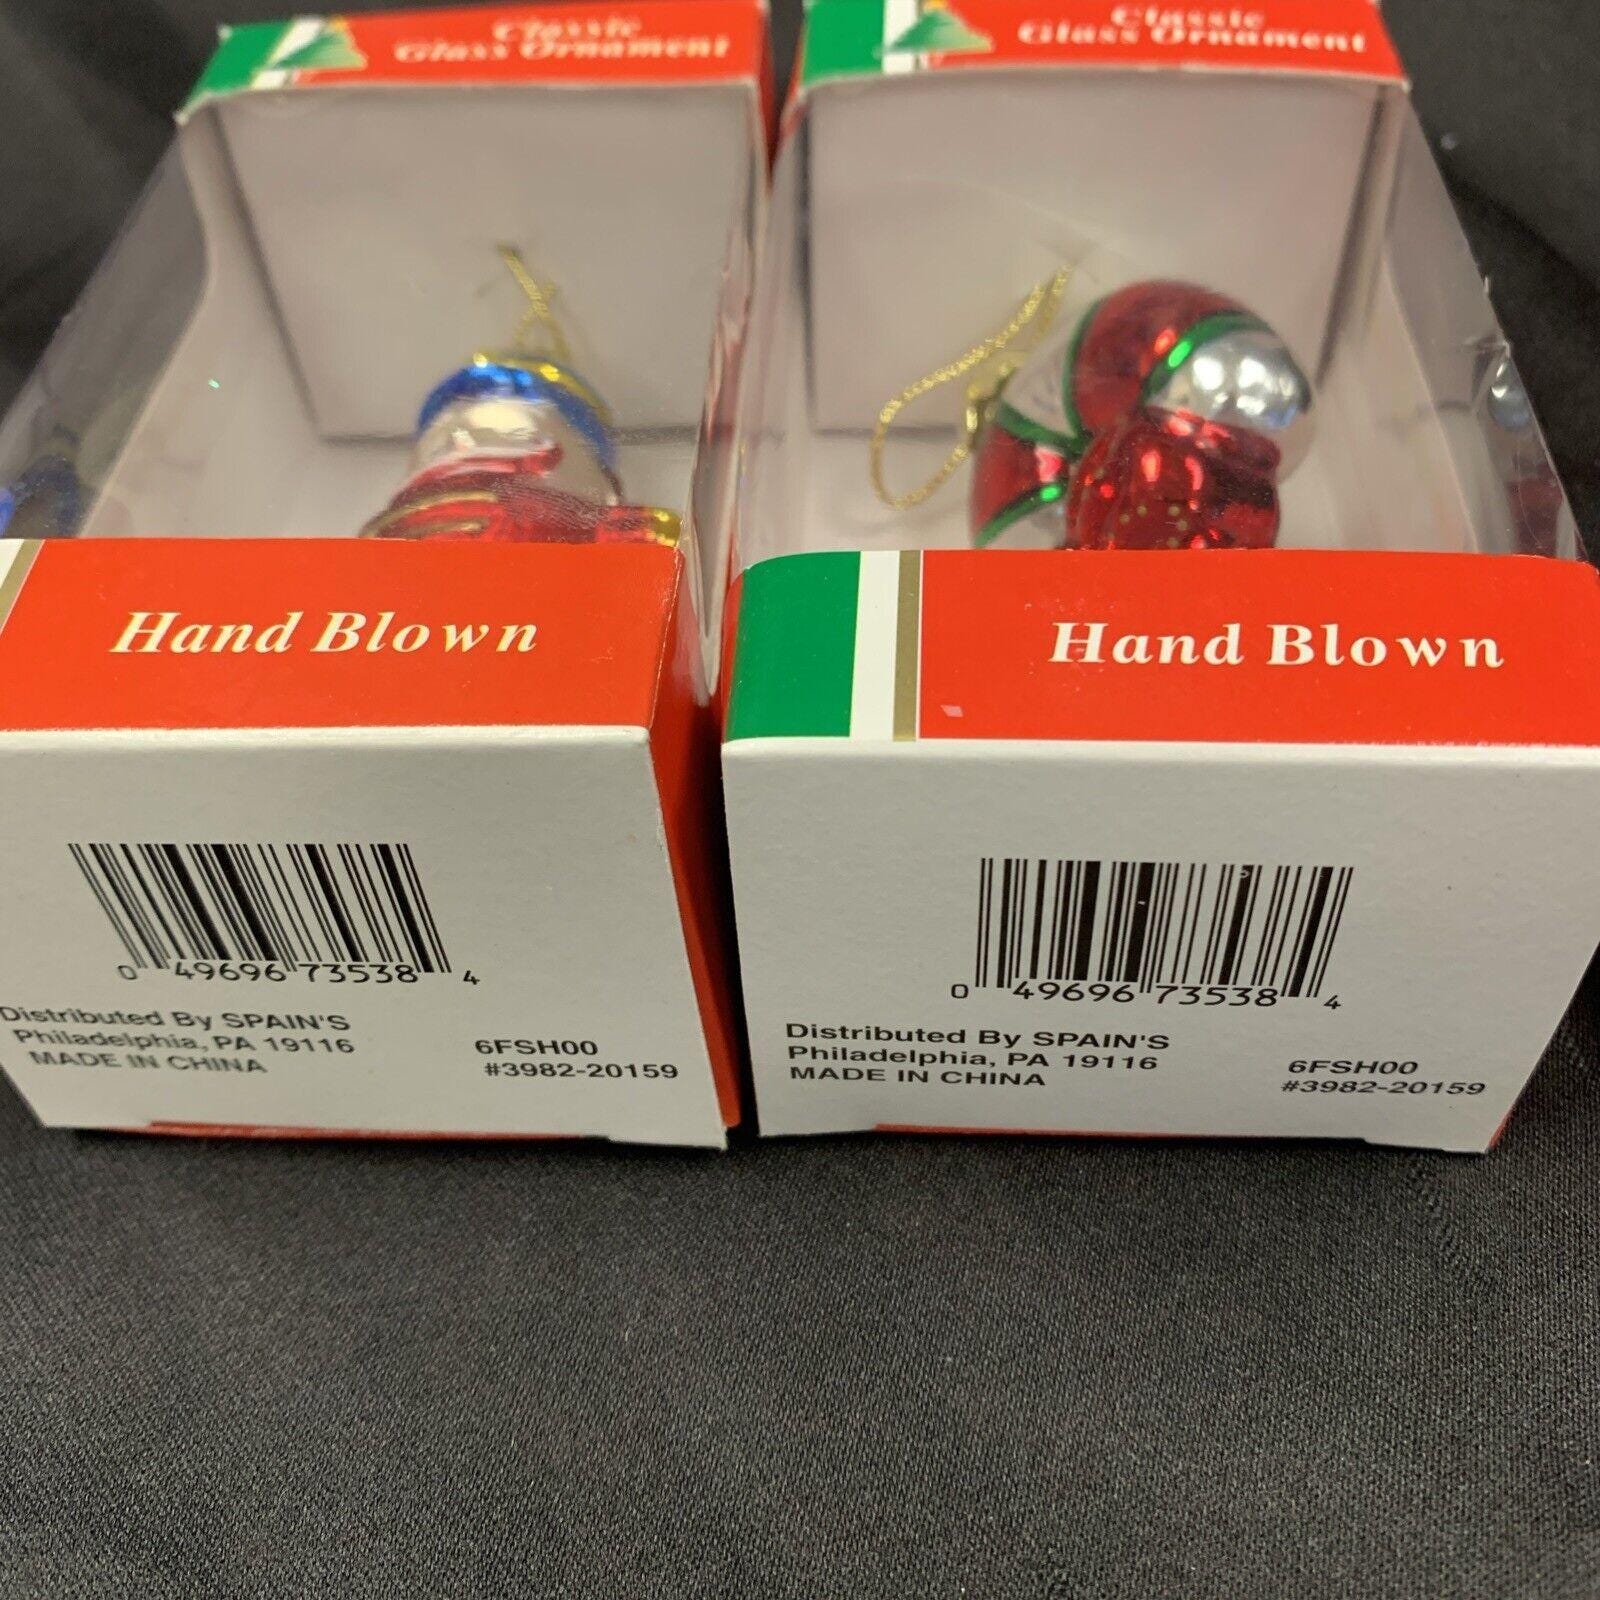 Classic
Glass Ornament
Hand Blown
0 49696 73538 4
Distributed By SPAIN'S
Philadelphia, PA 19116
MADE IN CHINA
6FSH00
#3982-20159
Classic
Glass Ornament
Hand Blown
0 49696 73538 4
Distributed By SPAIN'S
Philadelphia, PA 19116
MADE IN CHINA
6FSH00
#3982-20159